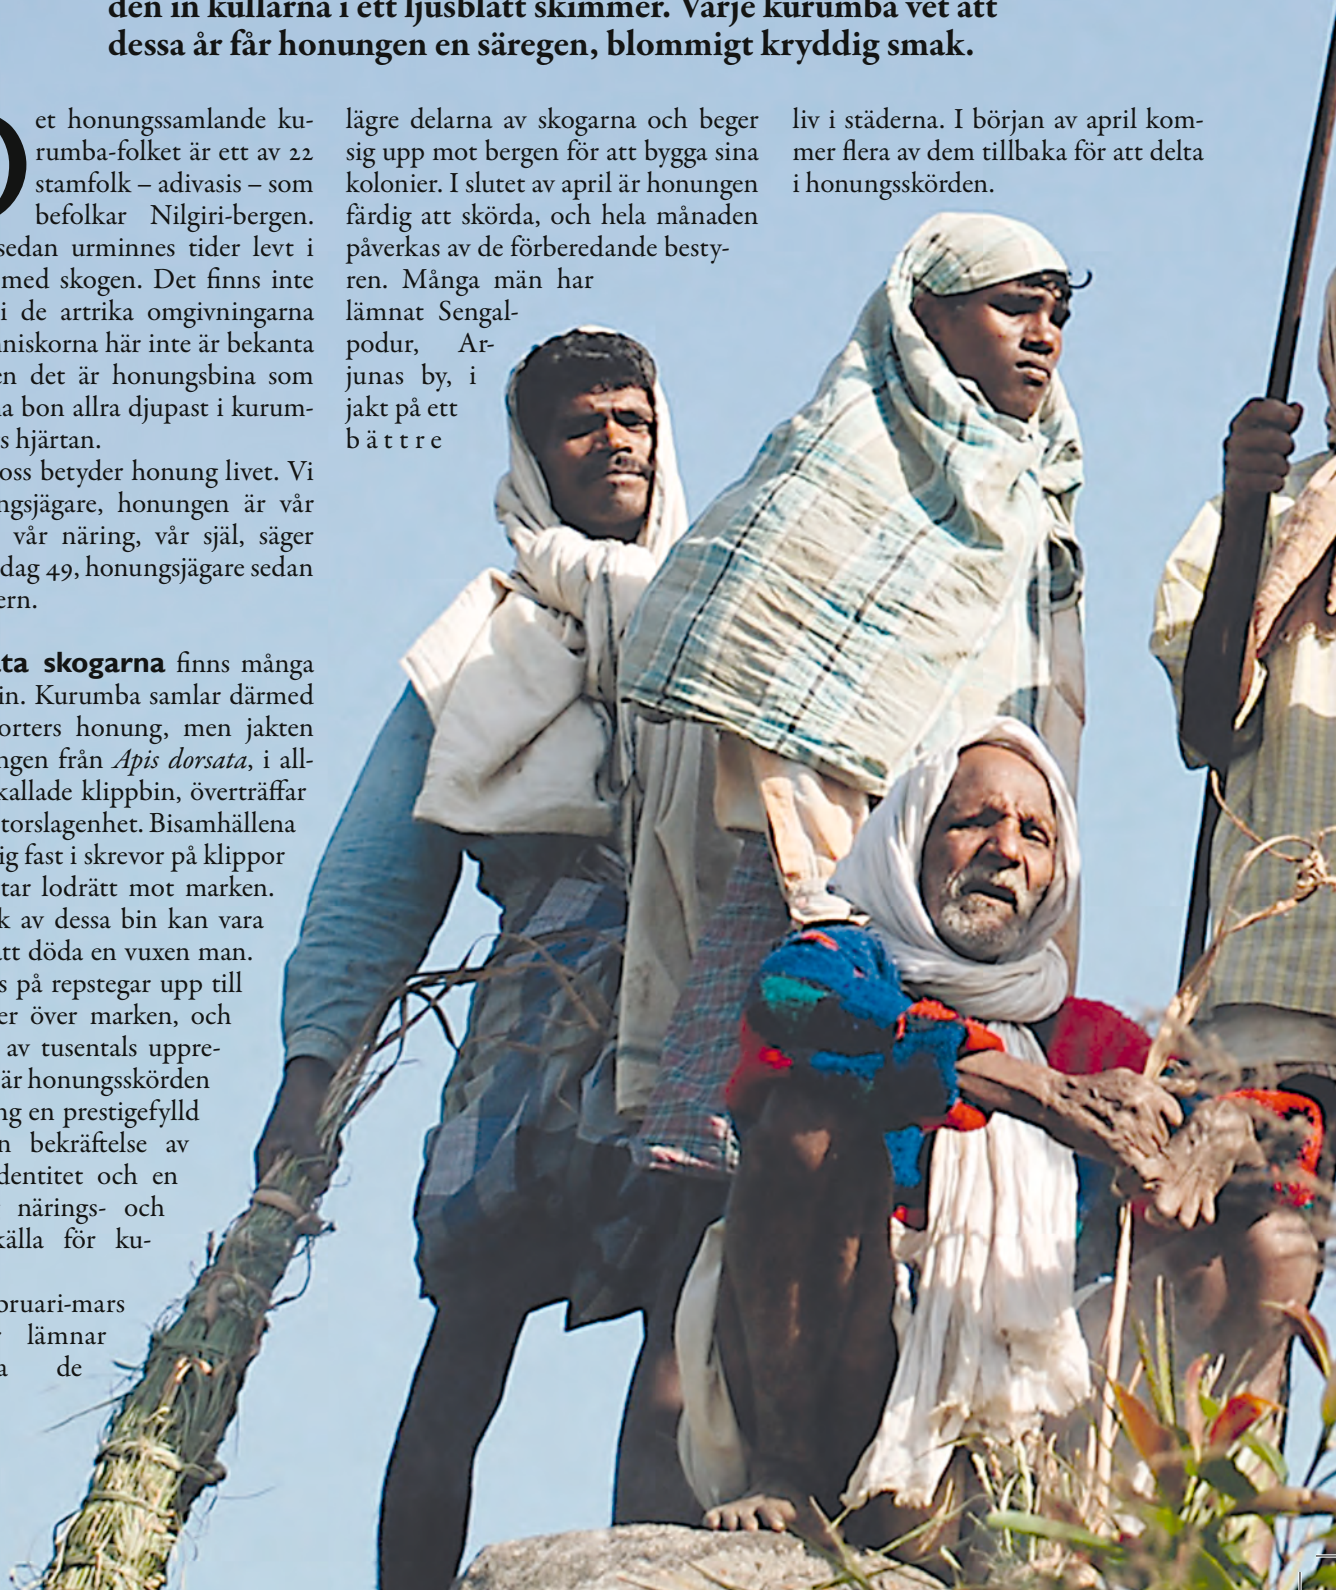 den in kullarna i ett ljusblått skimmer. Varje kurumba vet att
dessa år får honungen en säregen, blommigt kryddig smak.
et honungssamlande ku-
rumba-folket är ett av 22
stamfolk – adivasis – som
befolkar Nilgiri-bergen.
sedan urminnes tider levt i
med skogen. Det finns inte
i de artrika omgivningarna
niskorna här inte är bekanta
en det är honungsbina som
a bon allra djupast i kurum-
s hjärtan.
oss betyder honung livet. Vi
ngsjägare, honungen är vår
vår näring, vår själ, säger
dag 49, honungsjägare sedan
ern.
ta skogarna finns många
in. Kurumba samlar därmed
orters honung, men jakten
ngen från Apis dorsata, i all-
kallade klippbin, överträffar
torslagenhet. Bisamhällena
ig fast i skrevor på klippor
tar lodrätt mot marken.
k av dessa bin kan vara
att döda en vuxen man.
s på repstegar upp till
er över marken, och
av tusentals uppre-
är honungsskörden
ng en prestigefylld
n bekräftelse av
dentitet och en
närings- och
källa för ku-
bruari-mars
lämnar
a de
lägre delarna av skogarna och beger
sig upp mot bergen för att bygga sina
kolonier. I slutet av april är honungen
färdig att skörda, och hela månaden
påverkas av de förberedande besty-
ren. Många män har
lämnat Sengal-
podur, Ar-
junas by, i
jakt på ett
bättre
liv i städerna. I början av april kom-
mer flera av dem tillbaka för att delta
i honungsskörden.